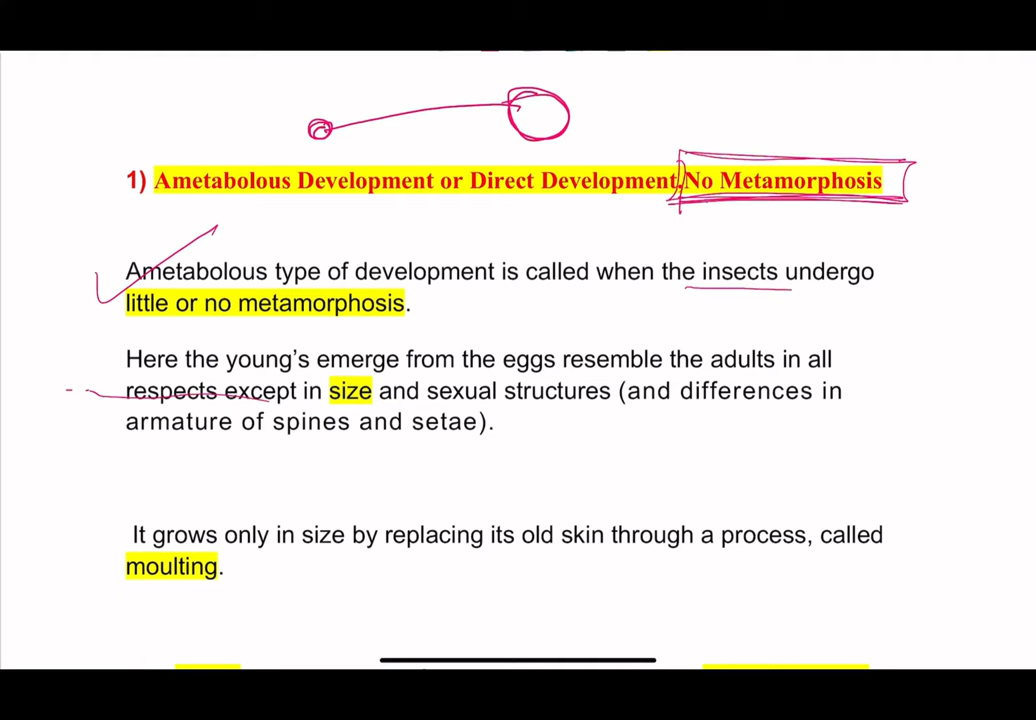 1) Ametabolous Development or Direct Development,No Metamorphosis
Ametabolous type of development is called when the insects undergo
little or no metamorphosis.
Here the young's emerge from the eggs resemble the adults in all
respects except in size and sexual structures (and differences in
armature of spines and setae).
It grows only in size by replacing its old skin through a process, called
moulting.